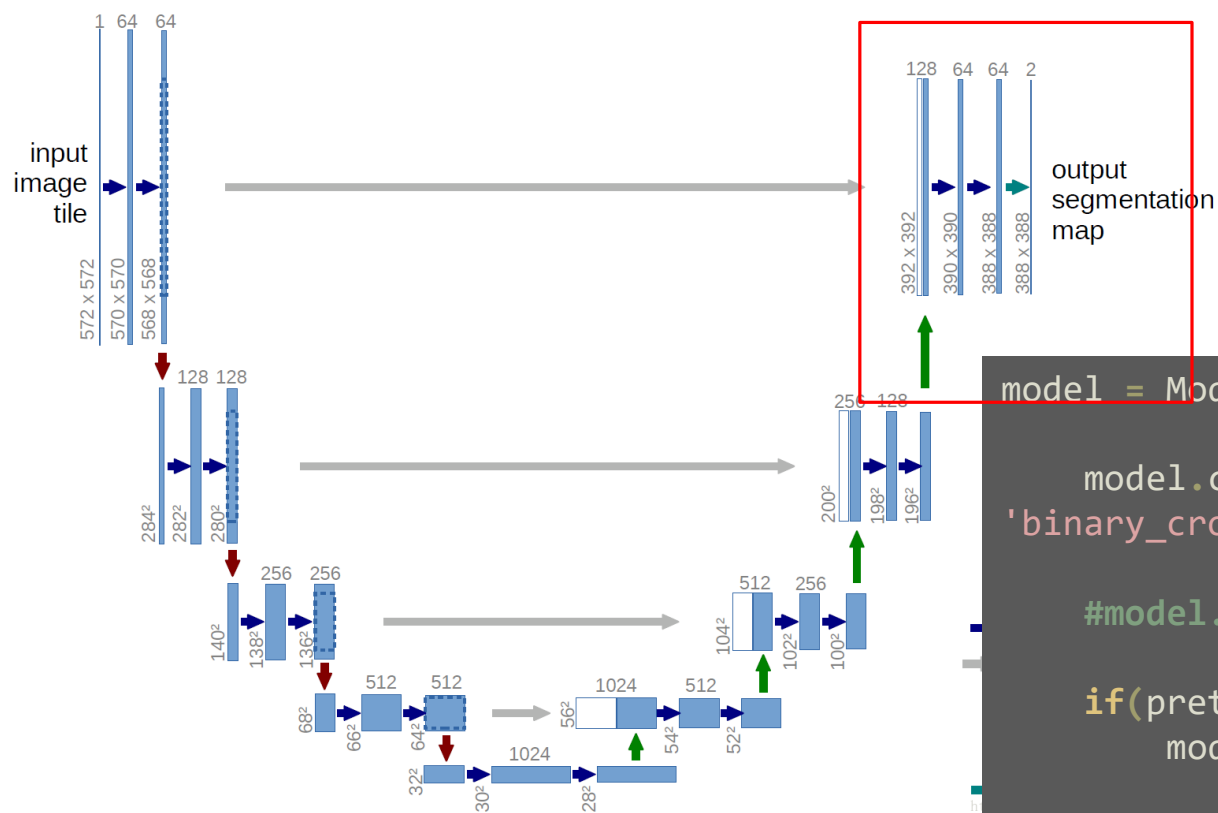 1 64 64
input
image
tile
572 x 572
570 x 570
568 x 568
128 64 64 2
392 x 392
390 x 390
388 x 388
388 x 388
output
segmentation
map
128 128
284²
282²
280²
256 128
200²
198²
196²
256 256
140²
138²
136²
512 256
104²
102²
100²
512 512
68²
66²
64²
1024 512
56²
54²
52²
1024
32²
30²
28²
model = Mod
model.c
'binary_cro
#model.
if(pret
mod
ht